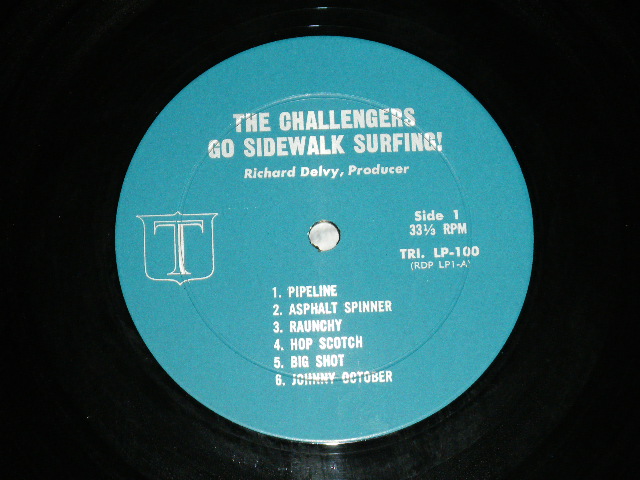 THE CHALLENGERS
GO SIDEWALK SURFING!
Richard Delvy, Producer
T
Side 1
33⅓ RPM
TRI. LP-100
(RDP LP1-A)
1. PIPELINE
2. ASPHALT SPINNER
3. RAUNCHY
4. HOP SCOTCH
5. BIG SHOT
6. JOHNNY OCTOBER